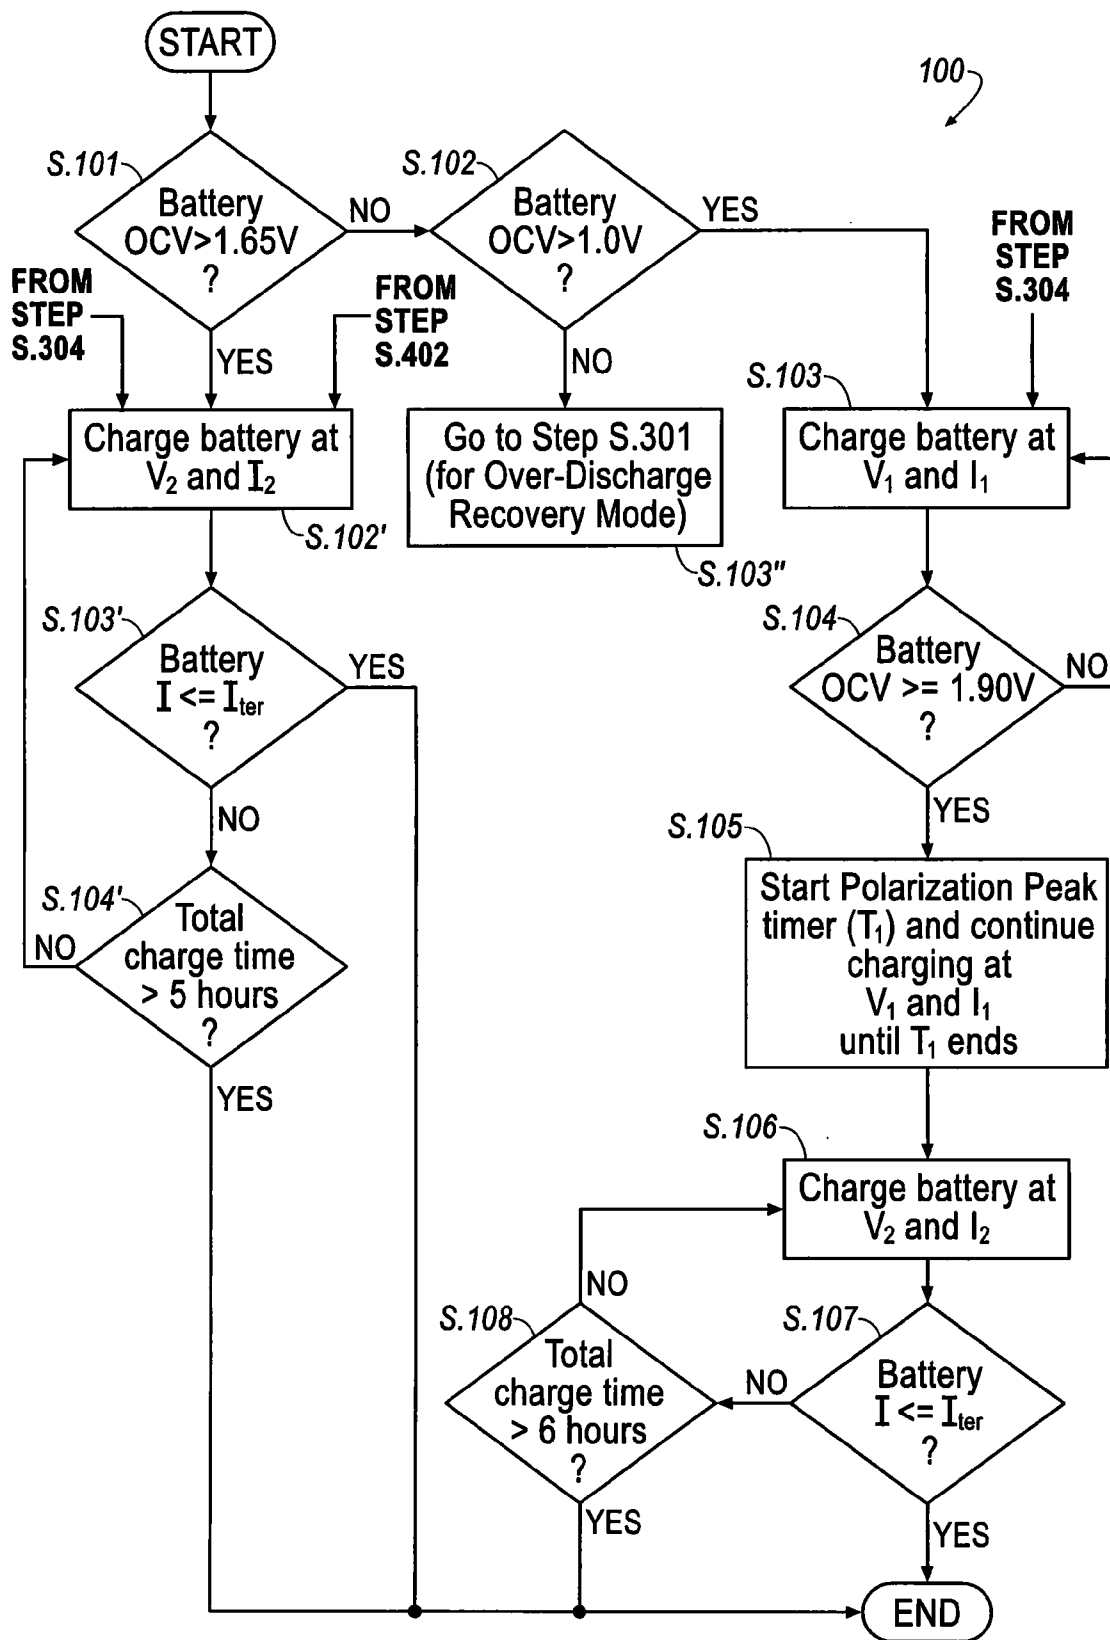 START
100
S.101
Battery
OCV>1.65V
?
NO
S.102
Battery
OCV>1.0V
?
YES
FROM
STEP
S.304
FROM
STEP
S.304
YES
FROM
STEP
S.402
NO
Charge battery at
V₂ and I₂
S.102'
Go to Step S.301
(for Over-Discharge
Recovery Mode)
S.103"
S.103
Charge battery at
V₁ and I₁
S.103'
Battery
I <= Iter
?
YES
NO
S.104
Battery
OCV >= 1.90V
?
NO
YES
S.104'
Total
charge time
> 5 hours
?
NO
YES
S.105
Start Polarization Peak
timer (T₁) and continue
charging at
V₁ and I₁
until T₁ ends
S.106
Charge battery at
V₂ and I₂
NO
S.108
Total
charge time
> 6 hours
?
YES
NO
S.107
Battery
I <= Iter
?
YES
END